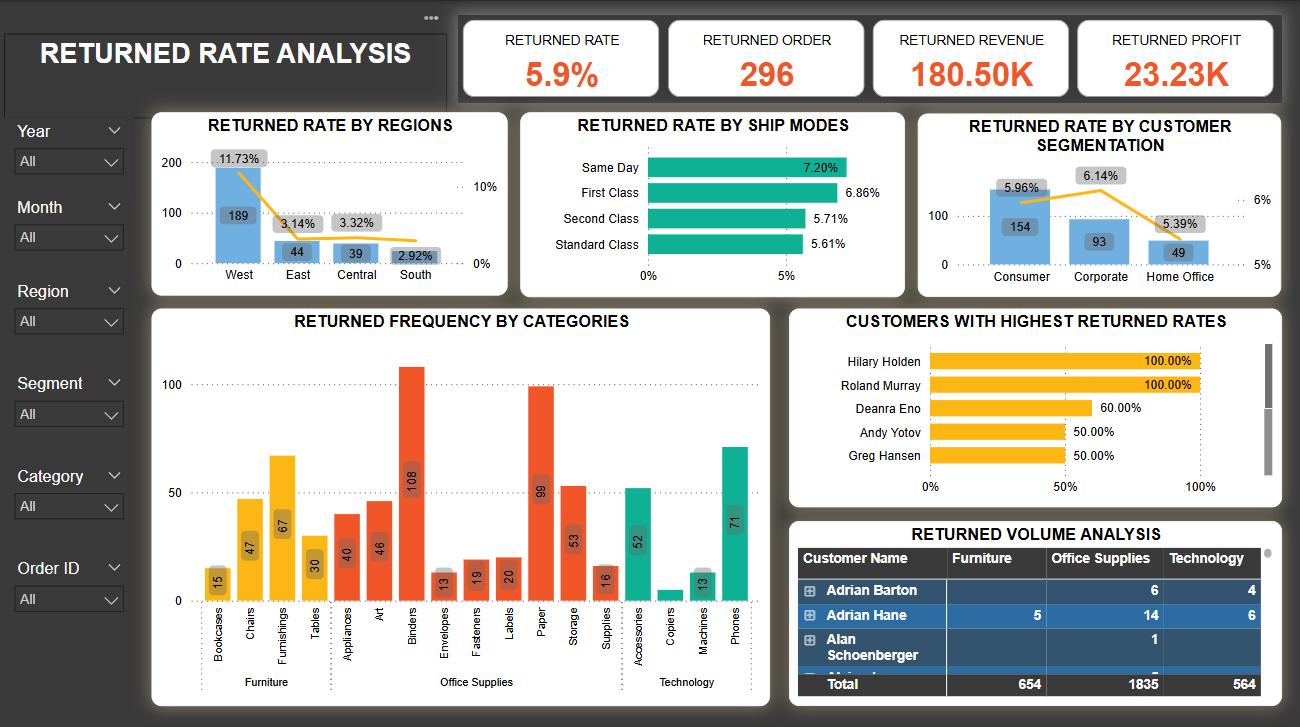 RETURNED RATE ANALYSIS
RETURNED RATE
5.9%
RETURNED ORDER
296
RETURNED REVENUE
180.50K
RETURNED PROFIT
23.23K
Year
All
Month
All
Region
All
Segment
All
Category
All
Order ID
All
RETURNED RATE BY REGIONS
200
100
0
11.73%
3.14%
3.32%
2.92%
189
44
39
10%
0%
West
East
Central
South
RETURNED RATE BY SHIP MODES
Same Day
7.20%
First Class
6.86%
Second Class
5.71%
Standard Class
5.61%
0%
5%
RETURNED RATE BY CUSTOMER
SEGMENTATION
100
0
5.96%
6.14%
5.39%
154
93
49
6%
5%
Consumer
Corporate
Home Office
RETURNED FREQUENCY BY CATEGORIES
100
50
0
15
47
67
30
40
46
108
13
19
20
99
53
16
52
13
71
Bookcases
Chairs
Furnishings
Tables
Appliances
Art
Binders
Envelopes
Fasteners
Labels
Paper
Storage
Supplies
Accessories
Copiers
Machines
Phones
Furniture
Office Supplies
Technology
CUSTOMERS WITH HIGHEST RETURNED RATES
Hilary Holden
100.00%
Roland Murray
100.00%
Deanra Eno
60.00%
Andy Yotov
50.00%
Greg Hansen
50.00%
0%
50%
100%
RETURNED VOLUME ANALYSIS
Customer Name Furniture Office Supplies Technology
Adrian Barton 6 4
Adrian Hane 5 14 6
Alan 1
Schoenberger
Total 654 1835 564